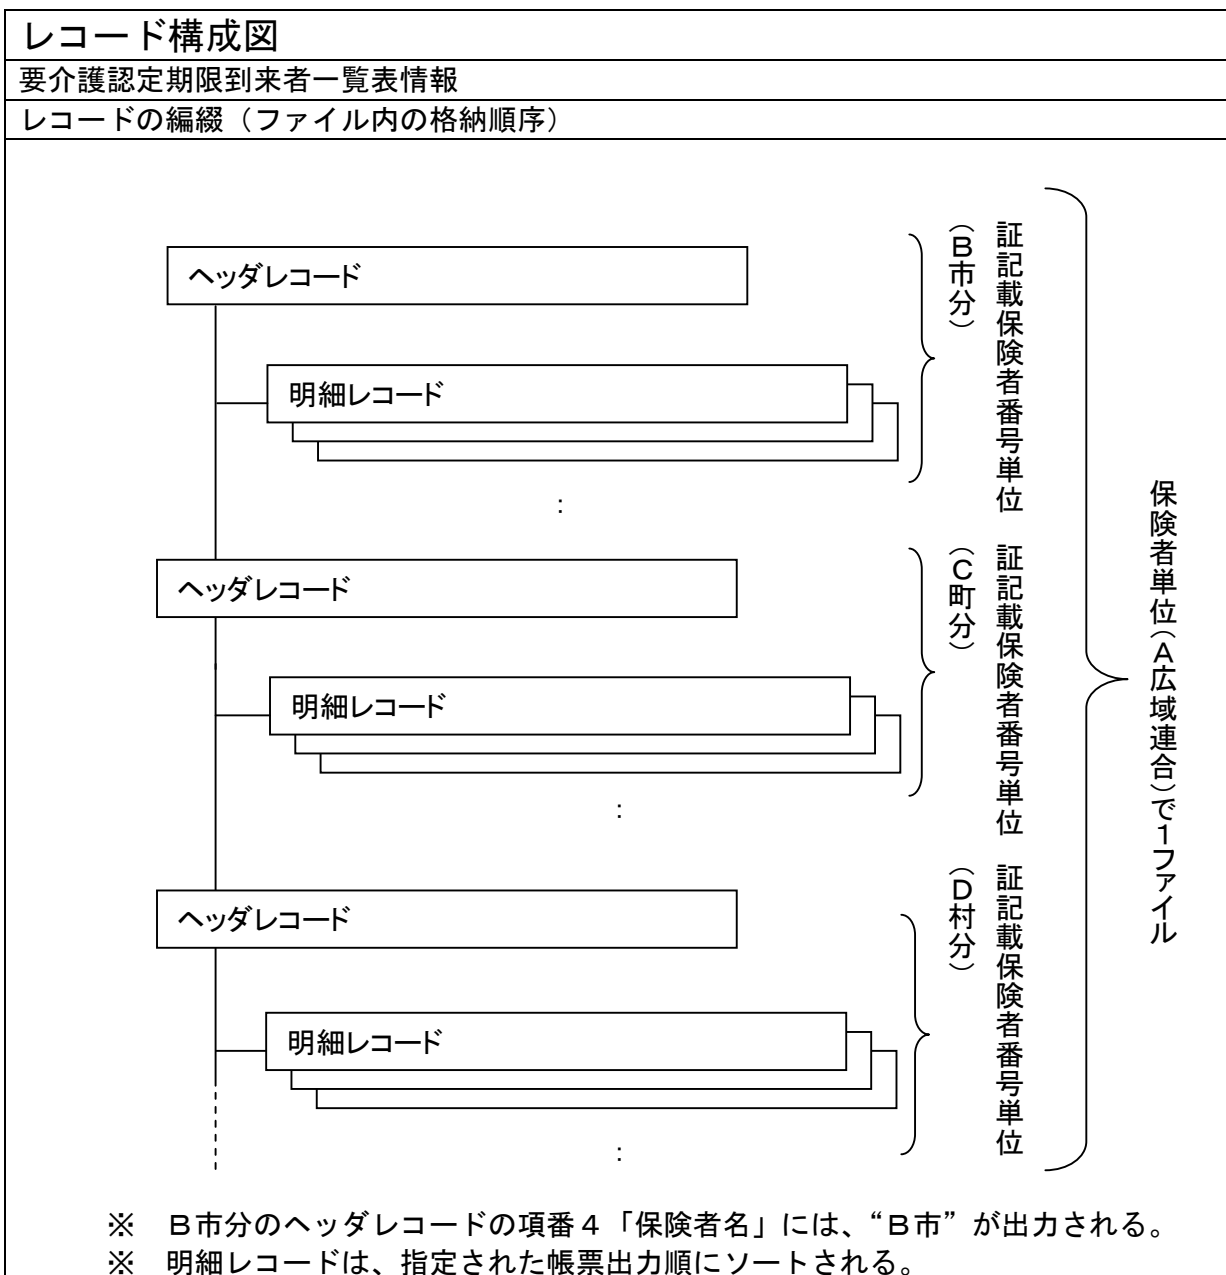 レコード構成図
要介護認定期限到来者一覧表情報
レコードの編綴（ファイル内の格納順序）
ヘッダレコード
明細レコード
：
証記載保険者番号単位
（Ｂ市分）
ヘッダレコード
明細レコード
：
証記載保険者番号単位
（Ｃ町分）
ヘッダレコード
明細レコード
：
証記載保険者番号単位
（Ｄ村分）
保険者単位（Ａ広域連合）で１ファイル
※　Ｂ市分のヘッダレコードの項番４「保険者名」には、“Ｂ市”が出力される。
※　明細レコードは、指定された帳票出力順にソートされる。